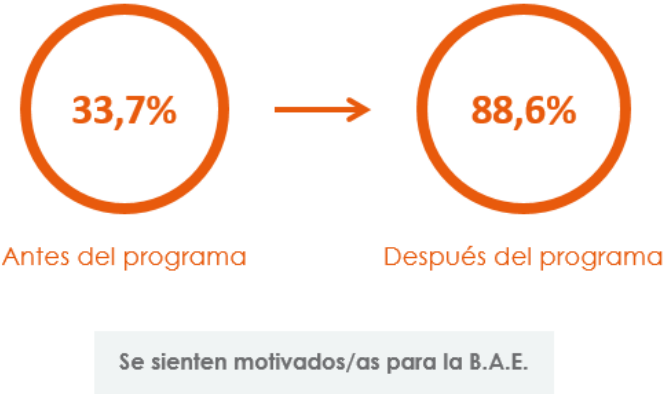 33,7%
88,6%
Antes del programa
Después del programa
Se sienten motivados/as para la B.A.E.